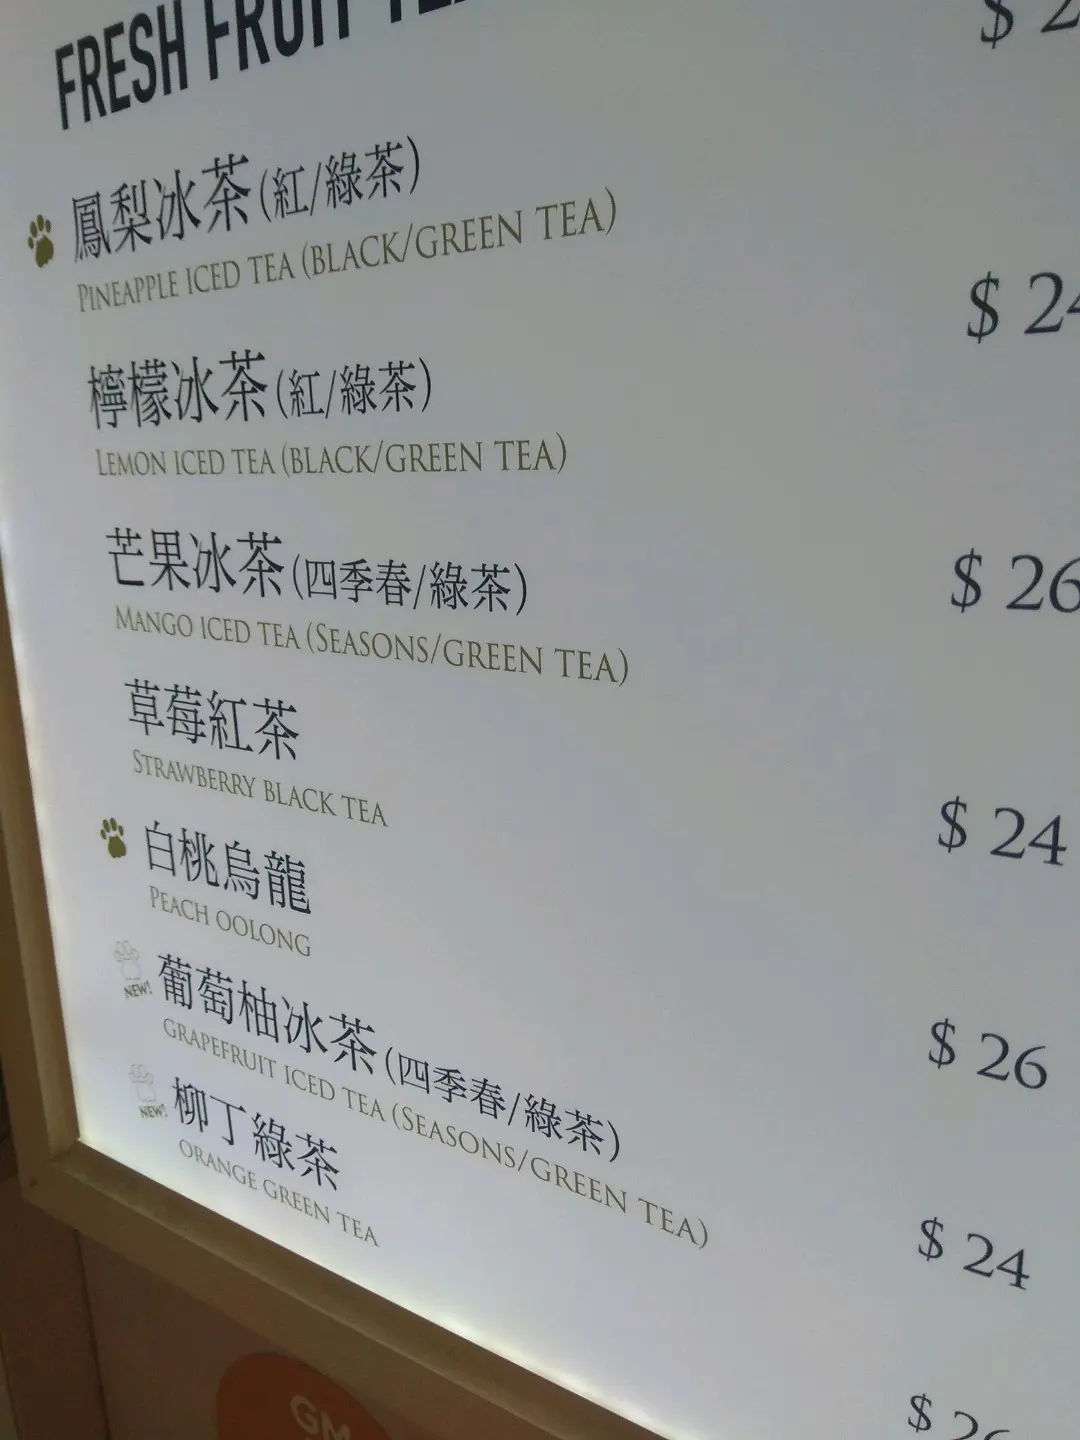 FRESH FRUIT TEA
鳳梨冰茶(紅/綠茶)
PINEAPPLE ICED TEA (BLACK/GREEN TEA)
$ 24
檸檬冰茶(紅/綠茶)
LEMON ICED TEA (BLACK/GREEN TEA)
$ 26
芒果冰茶(四季春/綠茶)
MANGO ICED TEA (SEASONS/GREEN TEA)
$ 24
草莓紅茶
STRAWBERRY BLACK TEA
$ 26
白桃烏龍
PEACH OOLONG
$ 24
NEW!
葡萄柚冰茶(四季春/綠茶)
GRAPEFRUIT ICED TEA (SEASONS/GREEN TEA)
$ 26
NEW!
柳丁綠茶
ORANGE GREEN TEA
GM